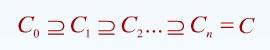 C₀ ⊇ C₁ ⊇ C₂... ⊇ Cₙ = C